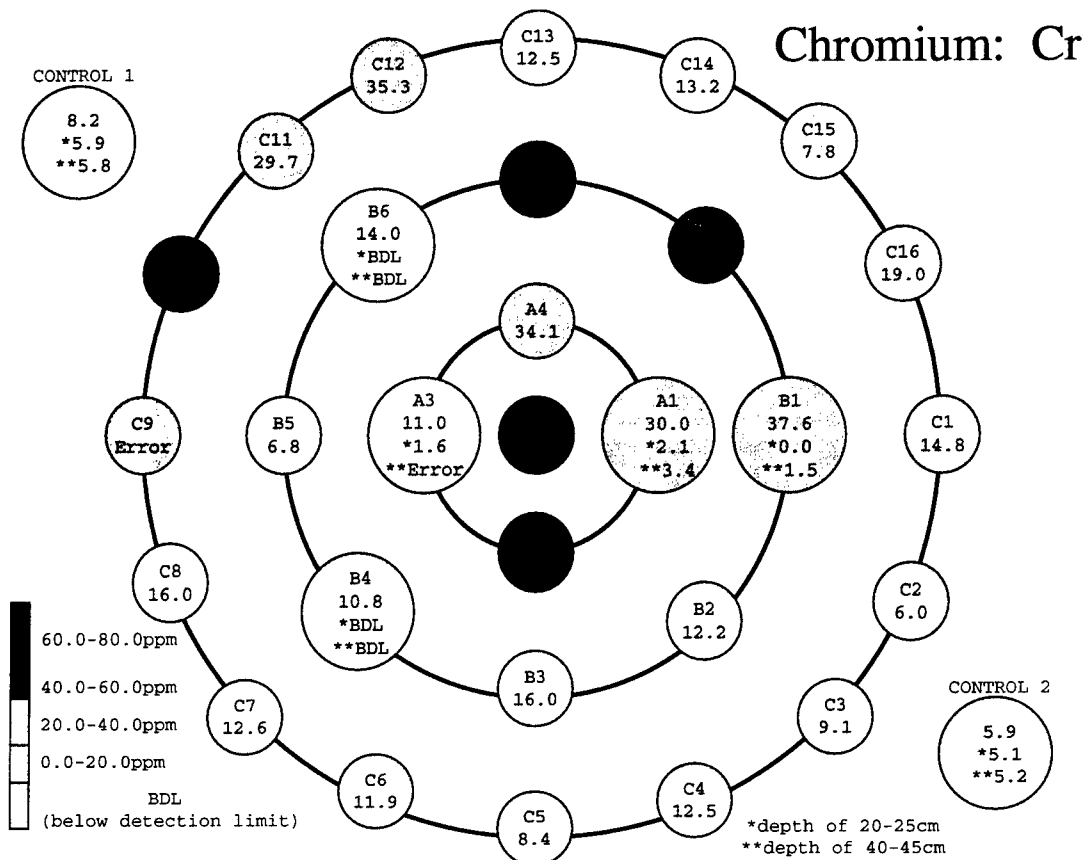 Chromium: Cr
CONTROL 1
8.2
*5.9
**5.8
C13
12.5
C12
35.3
C14
13.2
C11
29.7
C15
7.8
B6
14.0
*BDL
**BDL
C16
19.0
A4
34.1
C9
Error
B5
6.8
A3
11.0
*1.6
**Error
A1
30.0
*2.1
**3.4
B1
37.6
*0.0
**1.5
C1
14.8
C8
16.0
B4
10.8
*BDL
**BDL
B2
12.2
C2
6.0
B3
16.0
C7
12.6
C3
9.1
C6
11.9
C5
8.4
C4
12.5
CONTROL 2
5.9
*5.1
**5.2
60.0-80.0ppm
40.0-60.0ppm
20.0-40.0ppm
0.0-20.0ppm
BDL
(below detection limit)
*depth of 20-25cm
**depth of 40-45cm